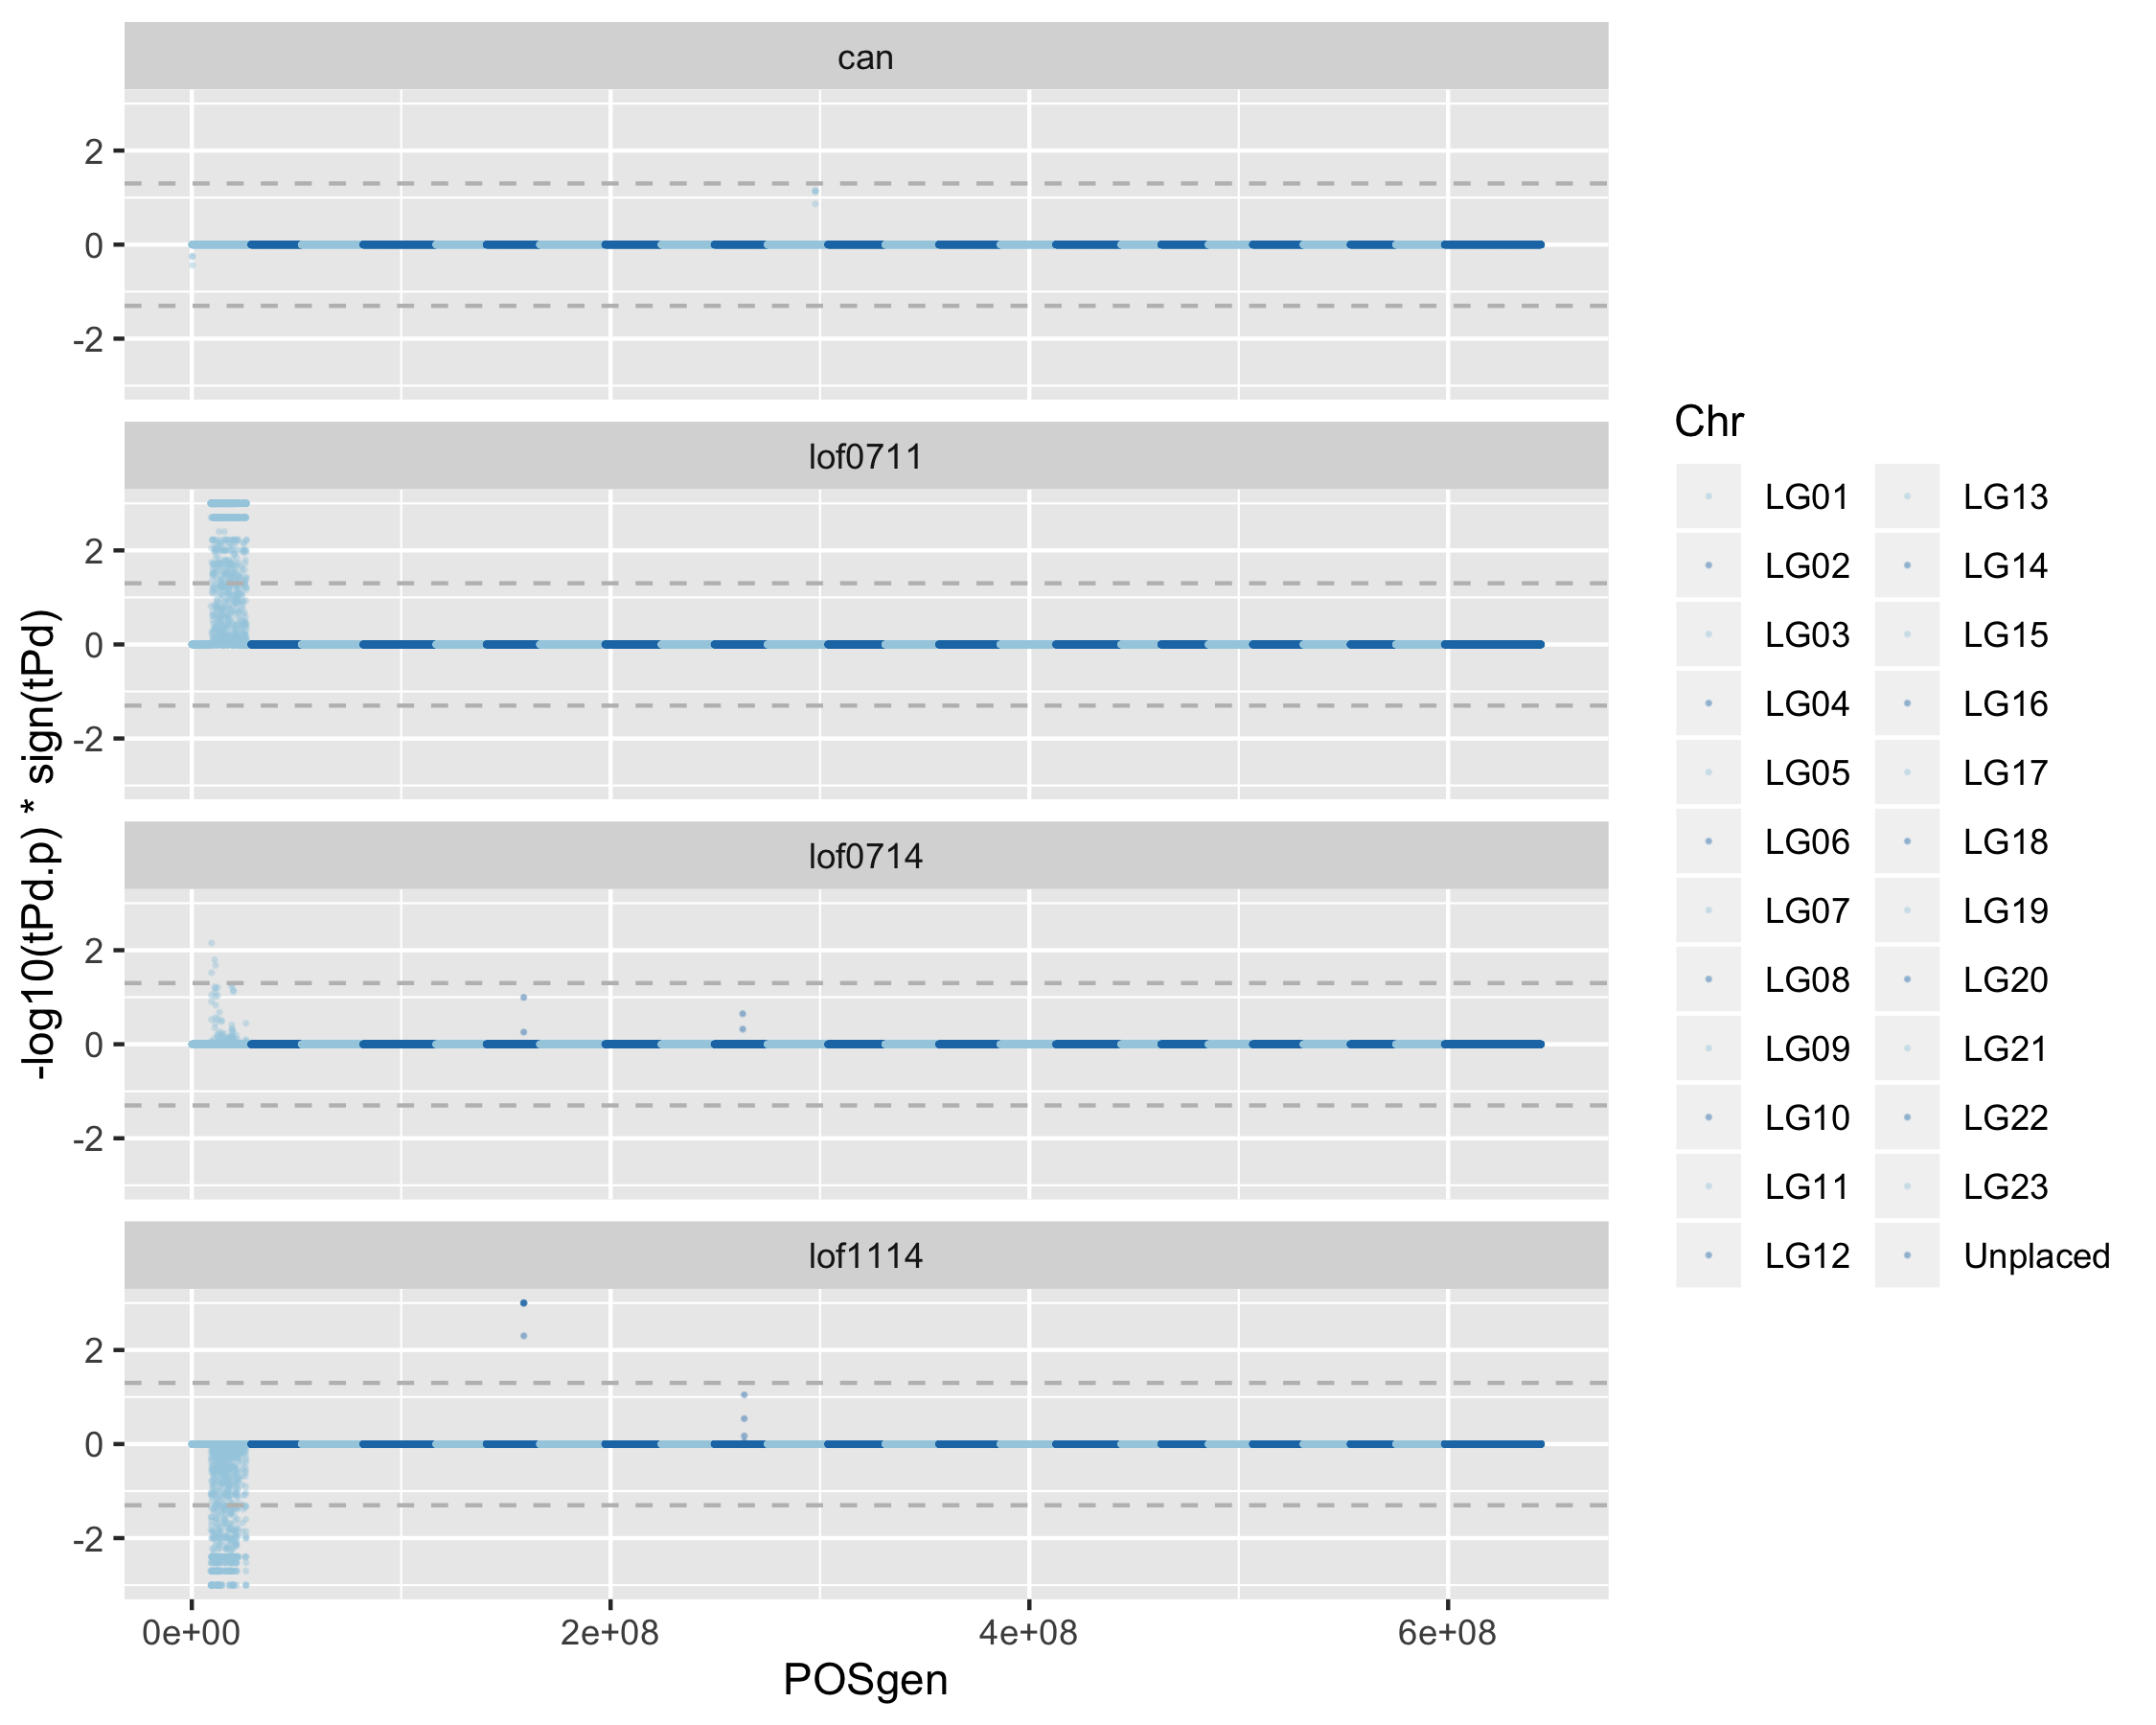 can
2
0
-2
lof0711
2
0
-2
lof0714
2
0
-2
lof1114
2
0
-2
0e+00 2e+08 4e+08 6e+08
POSgen
-log10(tPd.p) * sign(tPd)
Chr
LG01 LG13
LG02 LG14
LG03 LG15
LG04 LG16
LG05 LG17
LG06 LG18
LG07 LG19
LG08 LG20
LG09 LG21
LG10 LG22
LG11 LG23
LG12 Unplaced